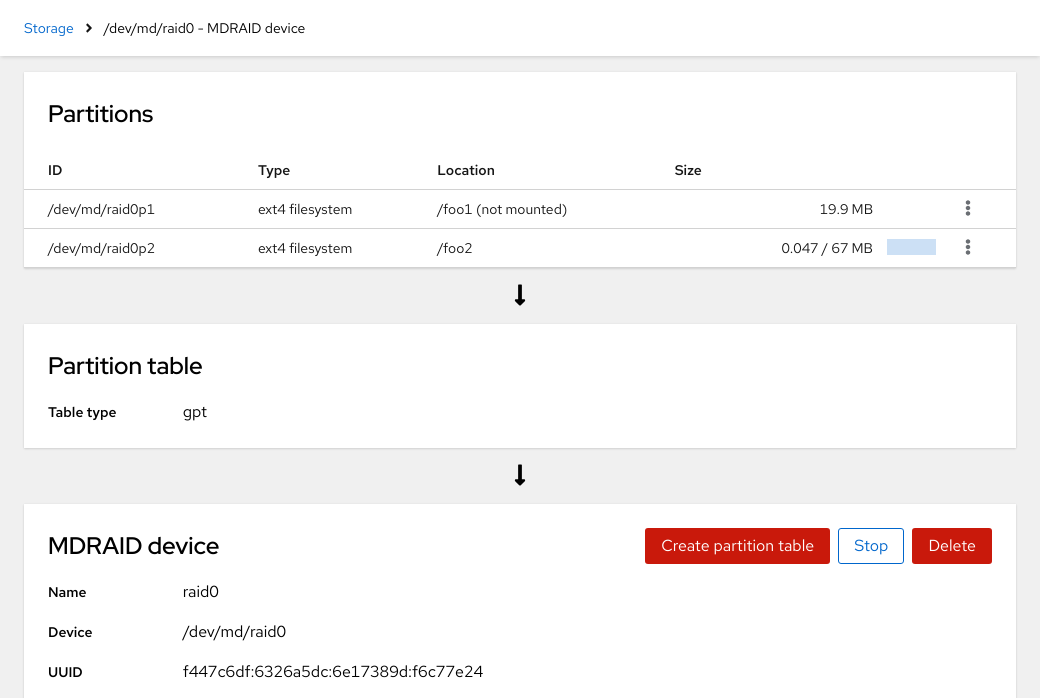 Storage > /dev/md/raid0 - MDRAID device
Partitions
ID Type Location Size
/dev/md/raid0p1 ext4 filesystem /foo1 (not mounted) 19.9 MB
/dev/md/raid0p2 ext4 filesystem /foo2 0.047 / 67 MB
Partition table
Table type gpt
MDRAID device Create partition table Stop Delete
Name raid0
Device /dev/md/raid0
UUID f447c6df:6326a5dc:6e17389d:f6c77e24